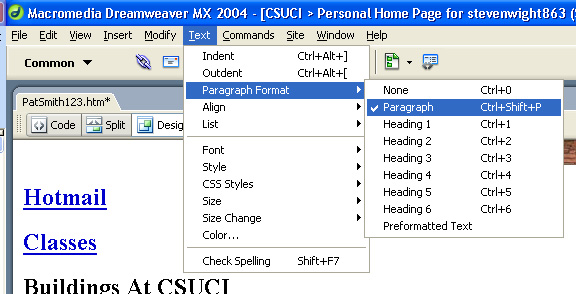 Macromedia Dreamweaver MX 2004 - [CSUCI > Personal Home Page for stevenwight863 (
File Edit View Insert Modify Text Commands Site Window Help
Common
Indent Ctrl+Alt+]
Outdent Ctrl+Alt+[
Paragraph Format
Align
List
Font
Style
CSS Styles
Size
Size Change
Color...
Check Spelling Shift+F7
None Ctrl+0
Paragraph Ctrl+Shift+P
Heading 1 Ctrl+1
Heading 2 Ctrl+2
Heading 3 Ctrl+3
Heading 4 Ctrl+4
Heading 5 Ctrl+5
Heading 6 Ctrl+6
Preformatted Text
PatSmith123.htm*
Code Split Desig
Hotmail
Classes
Buildings At CSUCI